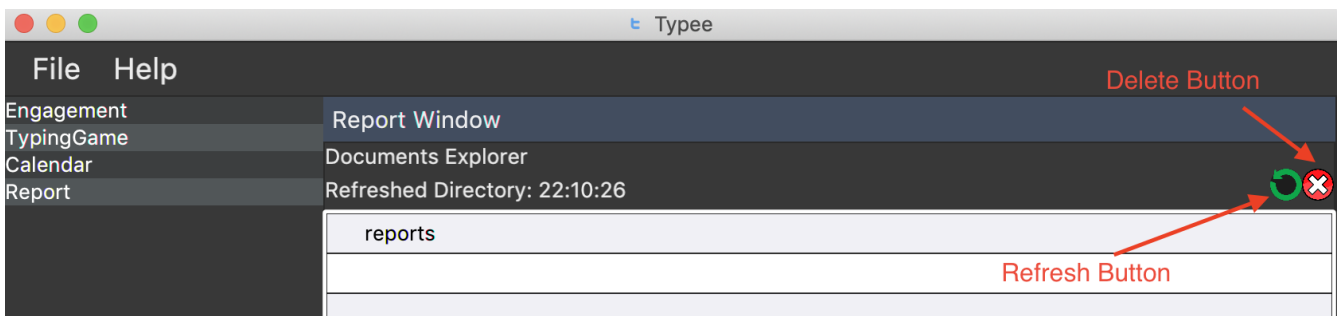 Typee
File Help
Delete Button
Engagement
TypingGame
Calendar
Report
Report Window
Documents Explorer
Refreshed Directory: 22:10:26
reports
Refresh Button